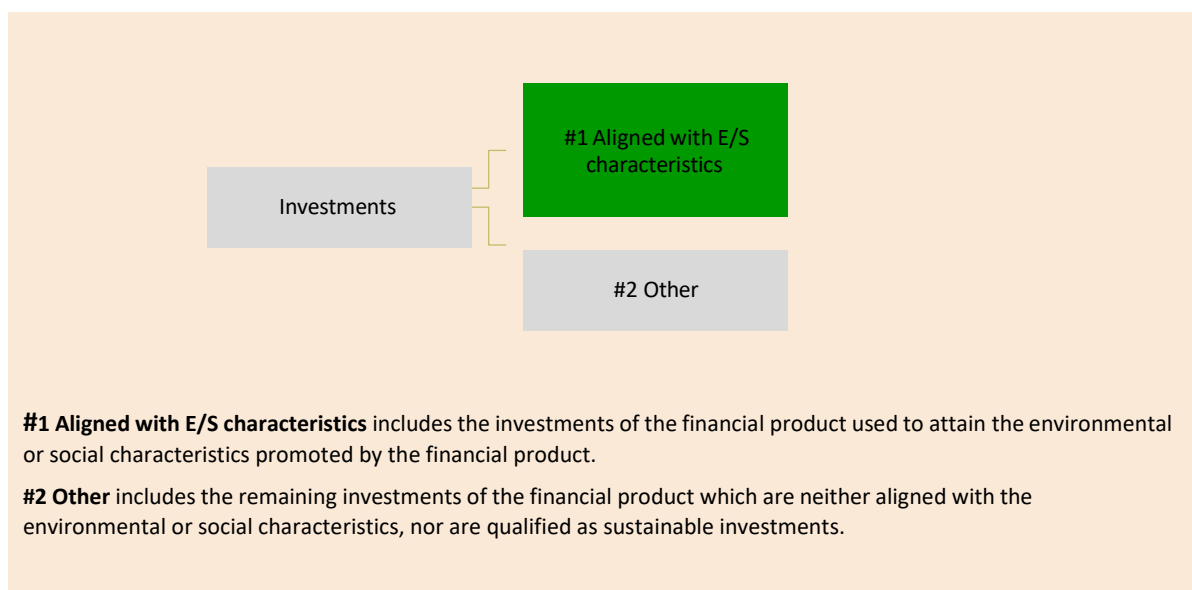 #1 Aligned with E/S
characteristics
Investments
#2 Other
#1 Aligned with E/S characteristics includes the investments of the financial product used to attain the environmental
or social characteristics promoted by the financial product.
#2 Other includes the remaining investments of the financial product which are neither aligned with the
environmental or social characteristics, nor are qualified as sustainable investments.